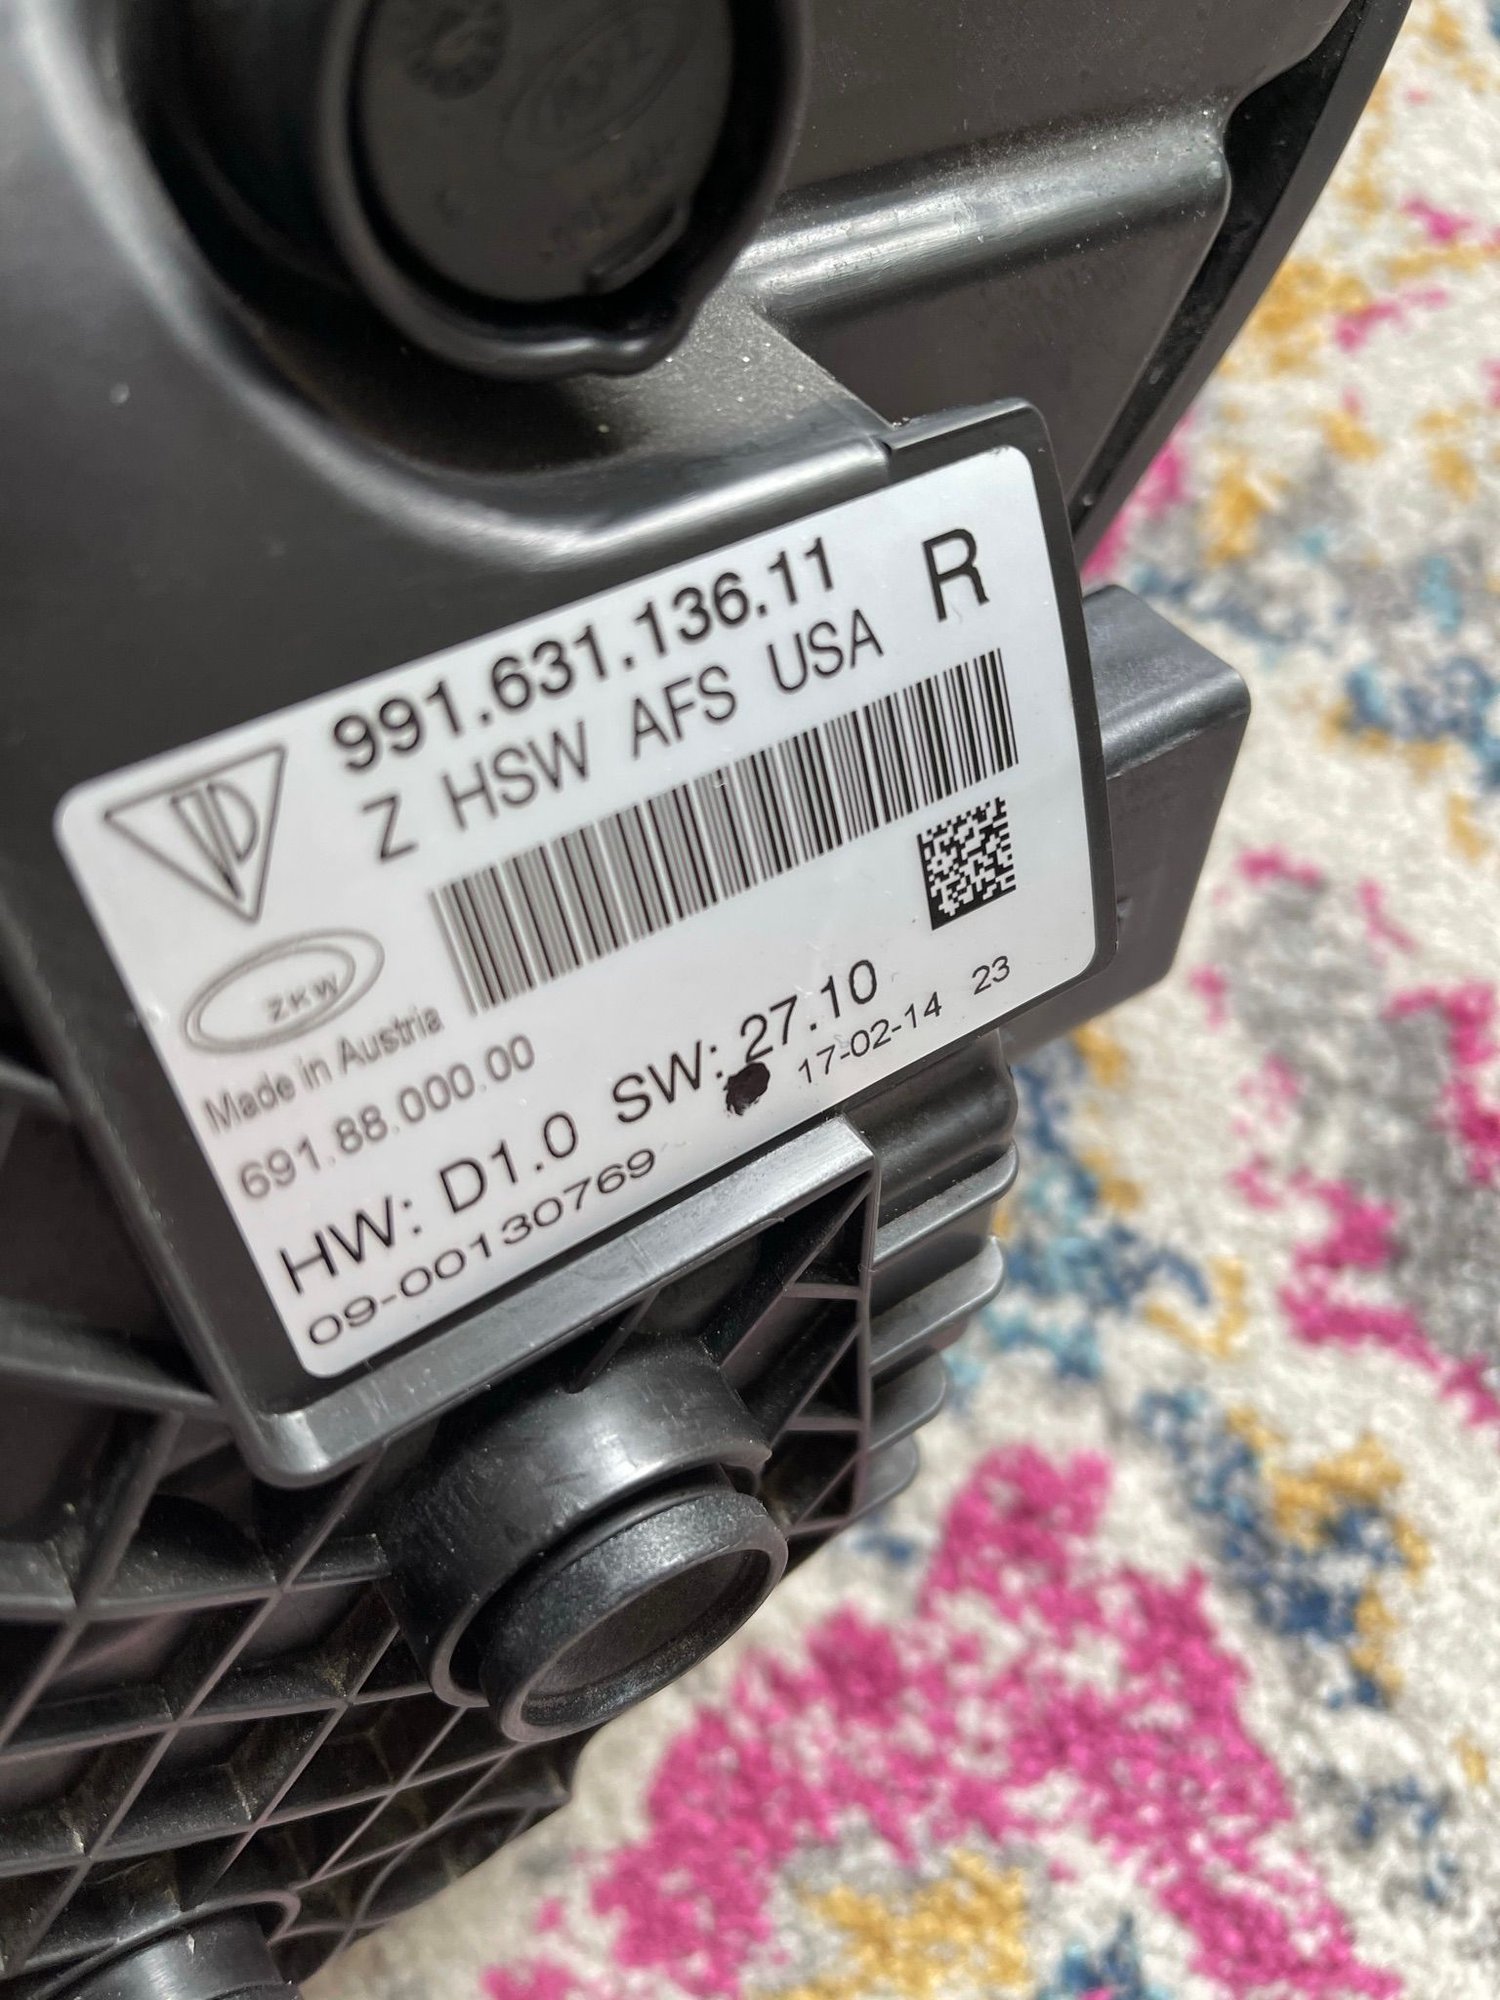 991.631.136.11
R
Z HSW AFS USA
ZKW
Made in Austria
691.88.000.00
HW: D1.0 SW: 27.10
17-02-14 23
09-00130769